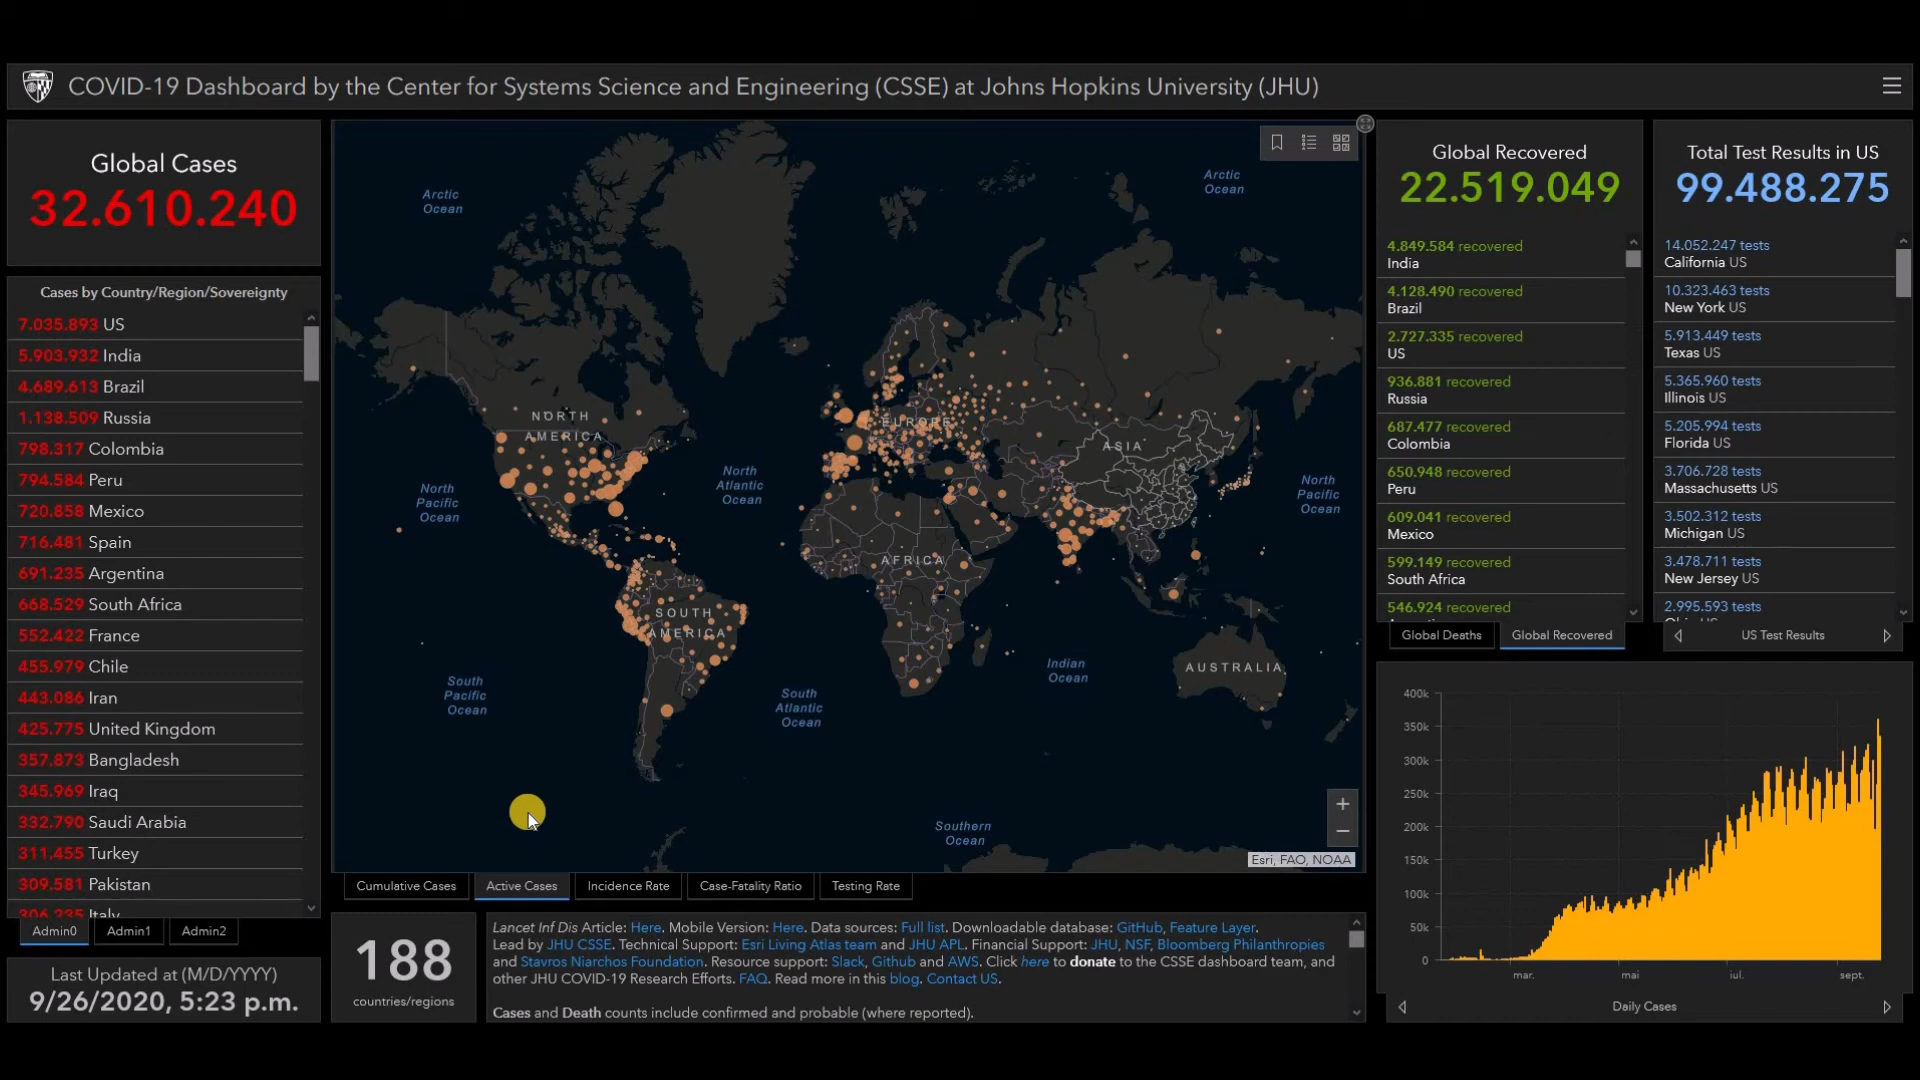 COVID-19 Dashboard by the Center for Systems Science and Engineering (CSSE) at Johns Hopkins University (JHU)
Global Cases
32.610.240
Cases by Country/Region/Sovereignty
7.035.893 US
5.903.932 India
4.689.613 Brazil
1.138.509 Russia
798.317 Colombia
794.584 Peru
720.858 Mexico
716.481 Spain
691.235 Argentina
668.529 South Africa
552.422 France
455.979 Chile
443.086 Iran
425.775 United Kingdom
357.873 Bangladesh
345.969 Iraq
332.790 Saudi Arabia
311.455 Turkey
309.581 Pakistan
306.235 Italy
Admin0
Admin1
Admin2
Last Updated at (M/D/YYYY)
9/26/2020, 5:23 p.m.
Arctic
Ocean
Arctic
Ocean
NORTH
AMERICA
EUROPE
ASIA
North
Pacific
Ocean
North
Atlantic
Ocean
North
Pacific
Ocean
AFRICA
SOUTH
AMERICA
South
Pacific
Ocean
South
Atlantic
Ocean
Indian
Ocean
AUSTRALIA
Southern
Ocean
+
−
Esri, FAO, NOAA
Cumulative Cases
Active Cases
Incidence Rate
Case-Fatality Ratio
Testing Rate
188
countries/regions
Lancet Inf Dis Article: Here. Mobile Version: Here. Data sources: Full list. Downloadable database: GitHub, Feature Layer.
Lead by JHU CSSE. Technical Support: Esri Living Atlas team and JHU APL. Financial Support: JHU, NSF, Bloomberg Philanthropies
and Stavros Niarchos Foundation. Resource support: Slack, Github and AWS. Click here to donate to the CSSE dashboard team, and
other JHU COVID-19 Research Efforts. FAQ. Read more in this blog. Contact US.
Cases and Death counts include confirmed and probable (where reported).
Global Recovered
22.519.049
4.849.584 recovered
India
4.128.490 recovered
Brazil
2.727.335 recovered
US
936.881 recovered
Russia
687.477 recovered
Colombia
650.948 recovered
Peru
609.041 recovered
Mexico
599.149 recovered
South Africa
546.924 recovered
Global Deaths
Global Recovered
Total Test Results in US
99.488.275
14.052.247 tests
California US
10.323.463 tests
New York US
5.913.449 tests
Texas US
5.365.960 tests
Illinois US
5.205.994 tests
Florida US
3.706.728 tests
Massachusetts US
3.502.312 tests
Michigan US
3.478.711 tests
New Jersey US
2.995.593 tests
US Test Results
400k
350k
300k
250k
200k
150k
100k
50k
0
mar.
mai
iul.
sept.
Daily Cases